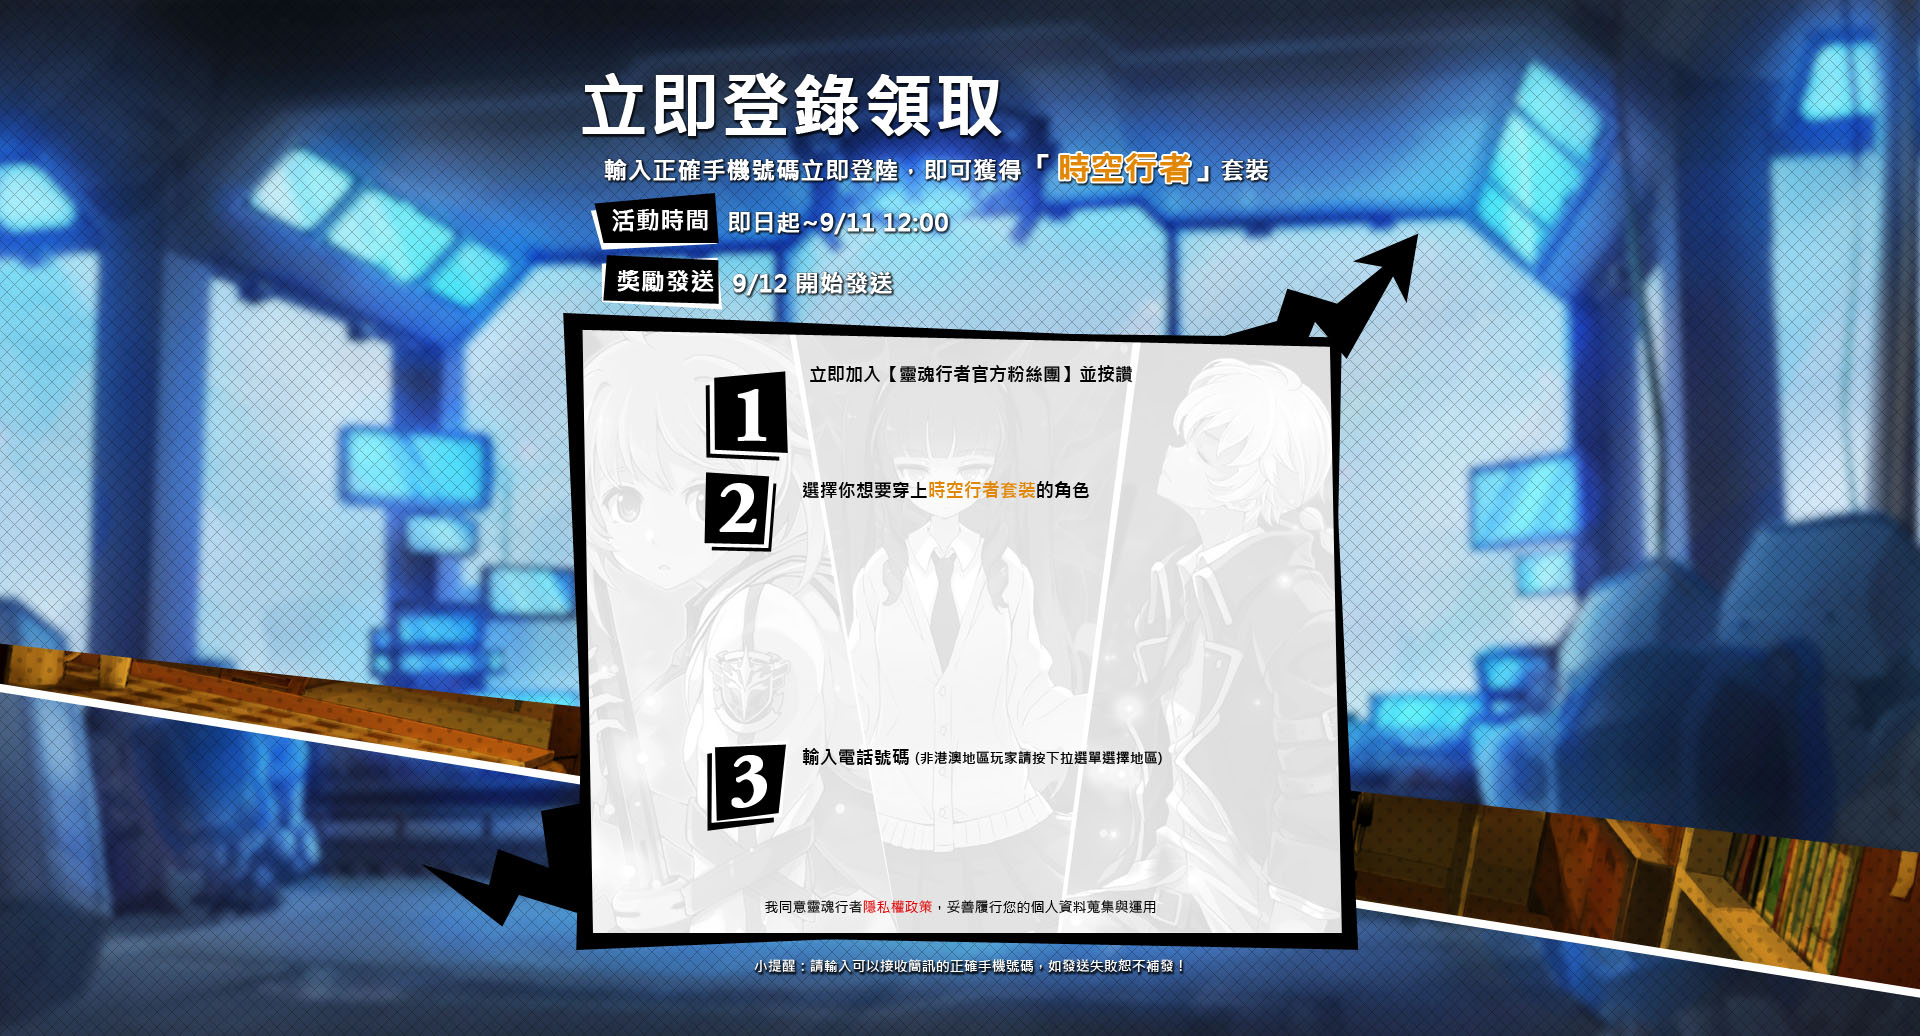 立即登錄領取
輸入正確手機號碼立即登陸，即可獲得「時空行者」套裝
活動時間 即日起~9/11 12:00
獎勵發送 9/12 開始發送
1 立即加入【靈魂行者官方粉絲團】並按讚
2 選擇你想要穿上時空行者套裝的角色
3 輸入電話號碼 (非港澳地區玩家請按下拉選單選擇地區)
我同意靈魂行者隱私權政策，妥善履行您的個人資料蒐集與運用
小提醒：請輸入可以接收簡訊的正確手機號碼，如發送失敗恕不補發！